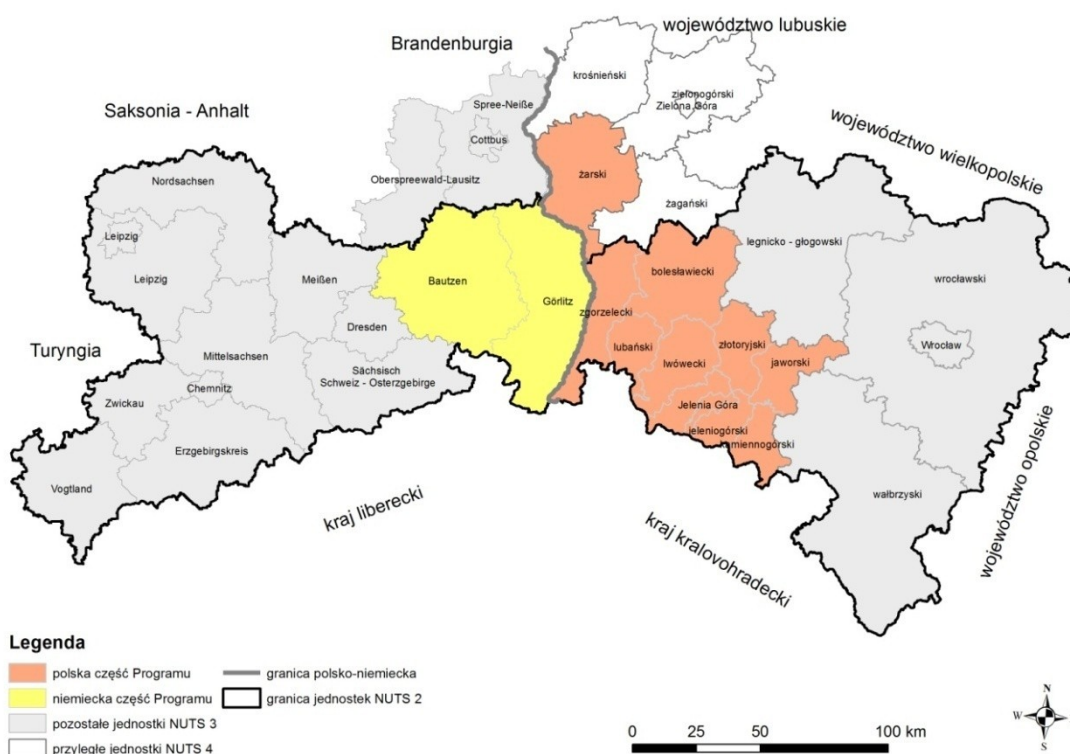 województwo lubuskie
Brandenburgia
krośnieński
zielonogórski
Zielona Góra
Saksonia - Anhalt
Spree-Neiße
Cottbus
województwo wielkopolskie
Nordsachsen
Oberspreewald-Lausitz
żarski
żagański
Leipzig
legnicko - głogowski
Leipzig
Meißen
Bautzen
Görlitz
bolesławiecki
wrocławski
zgorzelecki
Dresden
lubański
złotoryjski
Wrocław
Turyngia
Mittelsachsen
lwówecki
jaworski
Sächsisch
Schweiz - Osterzgebirge
Chemnitz
Zwickau
Jelenia Góra
jeleniogórski
kamiennogórski
Erzgebirgskreis
Vogtland
wałbrzyski
województwo opolskie
kraj liberecki
kraj kralovohradecki
Legenda
polska część Programu
granica polsko-niemiecka
niemiecka część Programu
granica jednostek NUTS 2
pozostałe jednostki NUTS 3
przyległe jednostki NUTS 4
0 25 50 100 km
N
W
S